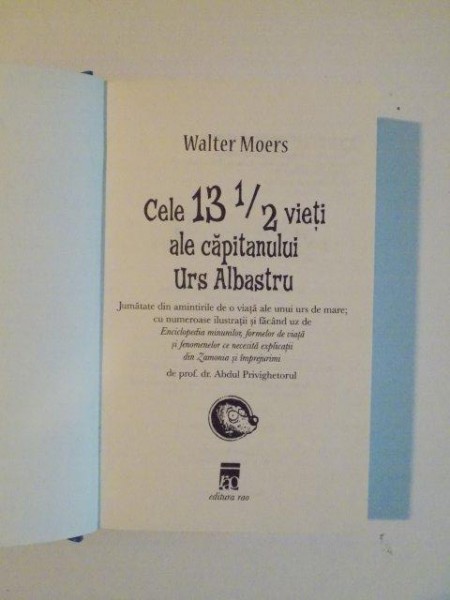 Walter Moers
Cele 13 1/2 vieți
ale căpitanului
Urs Albastru
Jumătate din amintirile de o viață ale unui urs de mare;
cu numeroase ilustrații și făcând uz de
Enciclopedia minunilor, formelor de viață
și fenomenelor ce necesită explicații
din Zamonia și împrejurimi
de prof. dr. Abdul Privighetorul
rao
editura rao